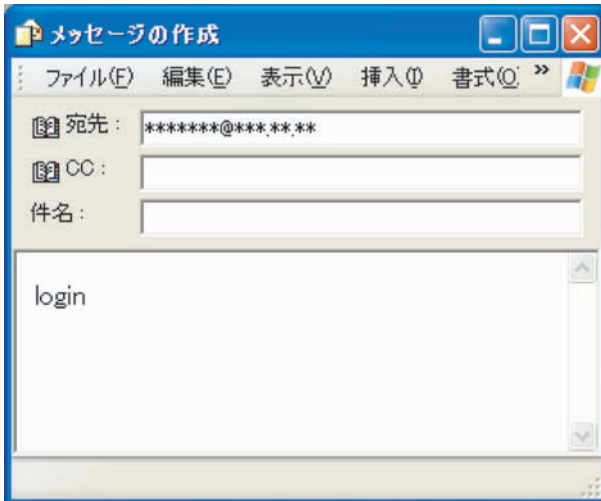 メッセージの作成
ファイル(F) 編集(E) 表示(V) 挿入(I) 書式(O) »
宛先： *******@***.**.**
CC：
件名：
login